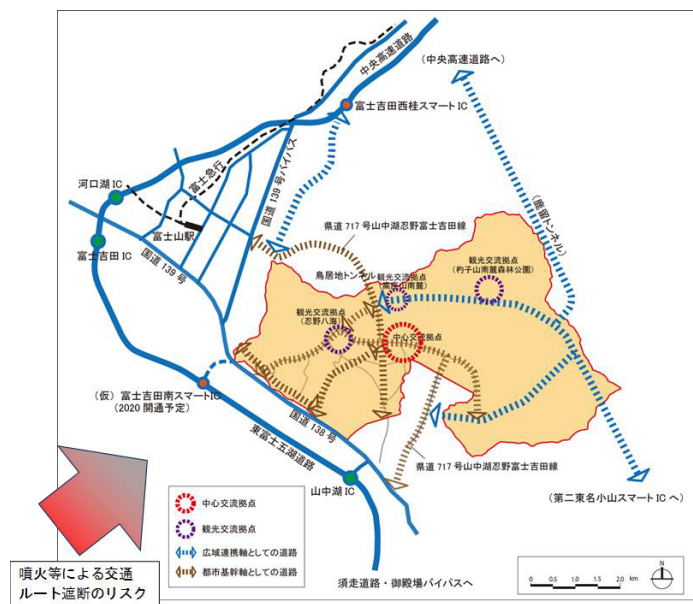 (中央高速道路へ)
中央高速道路
富士吉田西桂スマートIC
国道139号バイパス
富士急行
河口湖IC
富士山駅
富士吉田IC
国道139号
(鹿留トンネル)
県道717号山中湖忍野富士吉田線
鳥居地トンネル
観光交流拠点
観光交流拠点
(杓子山南麓森林公園)
観光交流拠点
(忍野八海)
中心交流拠点
(仮)富士吉田南スマートIC
(2020開通予定)
国道138号
東富士五湖道路
県道717号山中湖忍野富士吉田線
山中湖IC
(第二東名小山スマートICへ)
中心交流拠点
観光交流拠点
広域連携軸としての道路
都市基幹軸としての道路
噴火等による交通
ルート遮断のリスク
須走道路・御殿場バイパスへ
N
0 0.5 1.0 2.0 km